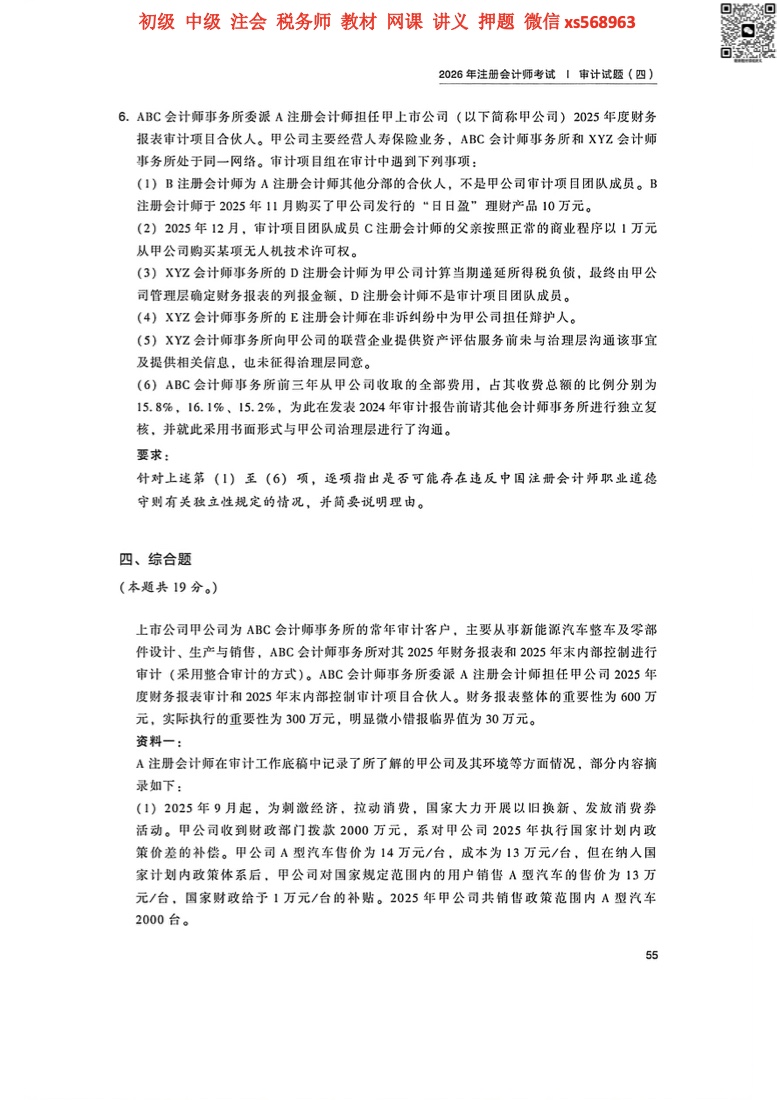 初级 中级 注会 税务师 教材 网课 讲义 押题 微信 xs568963
2026 年注册会计师考试 | 审计试题（四）
6. ABC 会计师事务所委派 A 注册会计师担任甲上市公司（以下简称甲公司）2025 年度财务
报表审计项目合伙人。甲公司主要经营人寿保险业务，ABC 会计师事务所和 XYZ 会计师
事务所处于同一网络。审计项目组在审计中遇到下列事项：
（1）B 注册会计师为 A 注册会计师其他分部的合伙人，不是甲公司审计项目团队成员。B
注册会计师于 2025 年 11 月购买了甲公司发行的“日日盈”理财产品 10 万元。
（2）2025 年 12 月，审计项目团队成员 C 注册会计师的父亲按照正常的商业程序以 1 万元
从甲公司购买某项无人机技术许可权。
（3）XYZ 会计师事务所的 D 注册会计师为甲公司计算当期递延所得税负债，最终由甲公
司管理层确定财务报表的列报金额，D 注册会计师不是审计项目团队成员。
（4）XYZ 会计师事务所的 E 注册会计师在非诉纠纷中为甲公司担任辩护人。
（5）XYZ 会计师事务所向甲公司的联营企业提供资产评估服务前未与治理层沟通该事宜
及提供相关信息，也未征得治理层同意。
（6）ABC 会计师事务所前三年从甲公司收取的全部费用，占其收费总额的比例分别为
15.8%，16.1%、15.2%，为此在发表 2024 年审计报告前请其他会计师事务所进行独立复
核，并就此采用书面形式与甲公司治理层进行了沟通。
要求：
针对上述第（1）至（6）项，逐项指出是否可能存在违反中国注册会计师职业道德
守则有关独立性规定的情况，并简要说明理由。
四、综合题
（本题共 19 分。）
上市公司甲公司为 ABC 会计师事务所的常年审计客户，主要从事新能源汽车整车及零部
件设计、生产与销售，ABC 会计师事务所对其 2025 年财务报表和 2025 年末内部控制进行
审计（采用整合审计的方式）。ABC 会计师事务所委派 A 注册会计师担任甲公司 2025 年
度财务报表审计和 2025 年末内部控制审计项目合伙人。财务报表整体的重要性为 600 万
元，实际执行的重要性为 300 万元，明显微小错报临界值为 30 万元。
资料一：
A 注册会计师在审计工作底稿中记录了所了解的甲公司及其环境等方面情况，部分内容摘
录如下：
（1）2025 年 9 月起，为刺激经济，拉动消费，国家大力开展以旧换新、发放消费券
活动。甲公司收到财政部门拨款 2000 万元，系对甲公司 2025 年执行国家计划内政
策价差的补偿。甲公司 A 型汽车售价为 14 万元/台，成本为 13 万元/台，但在纳入国
家计划内政策体系后，甲公司对国家规定范围内的用户销售 A 型汽车的售价为 13 万
元/台，国家财政给予 1 万元/台的补贴。2025 年甲公司共销售政策范围内 A 型汽车
2000 台。
55